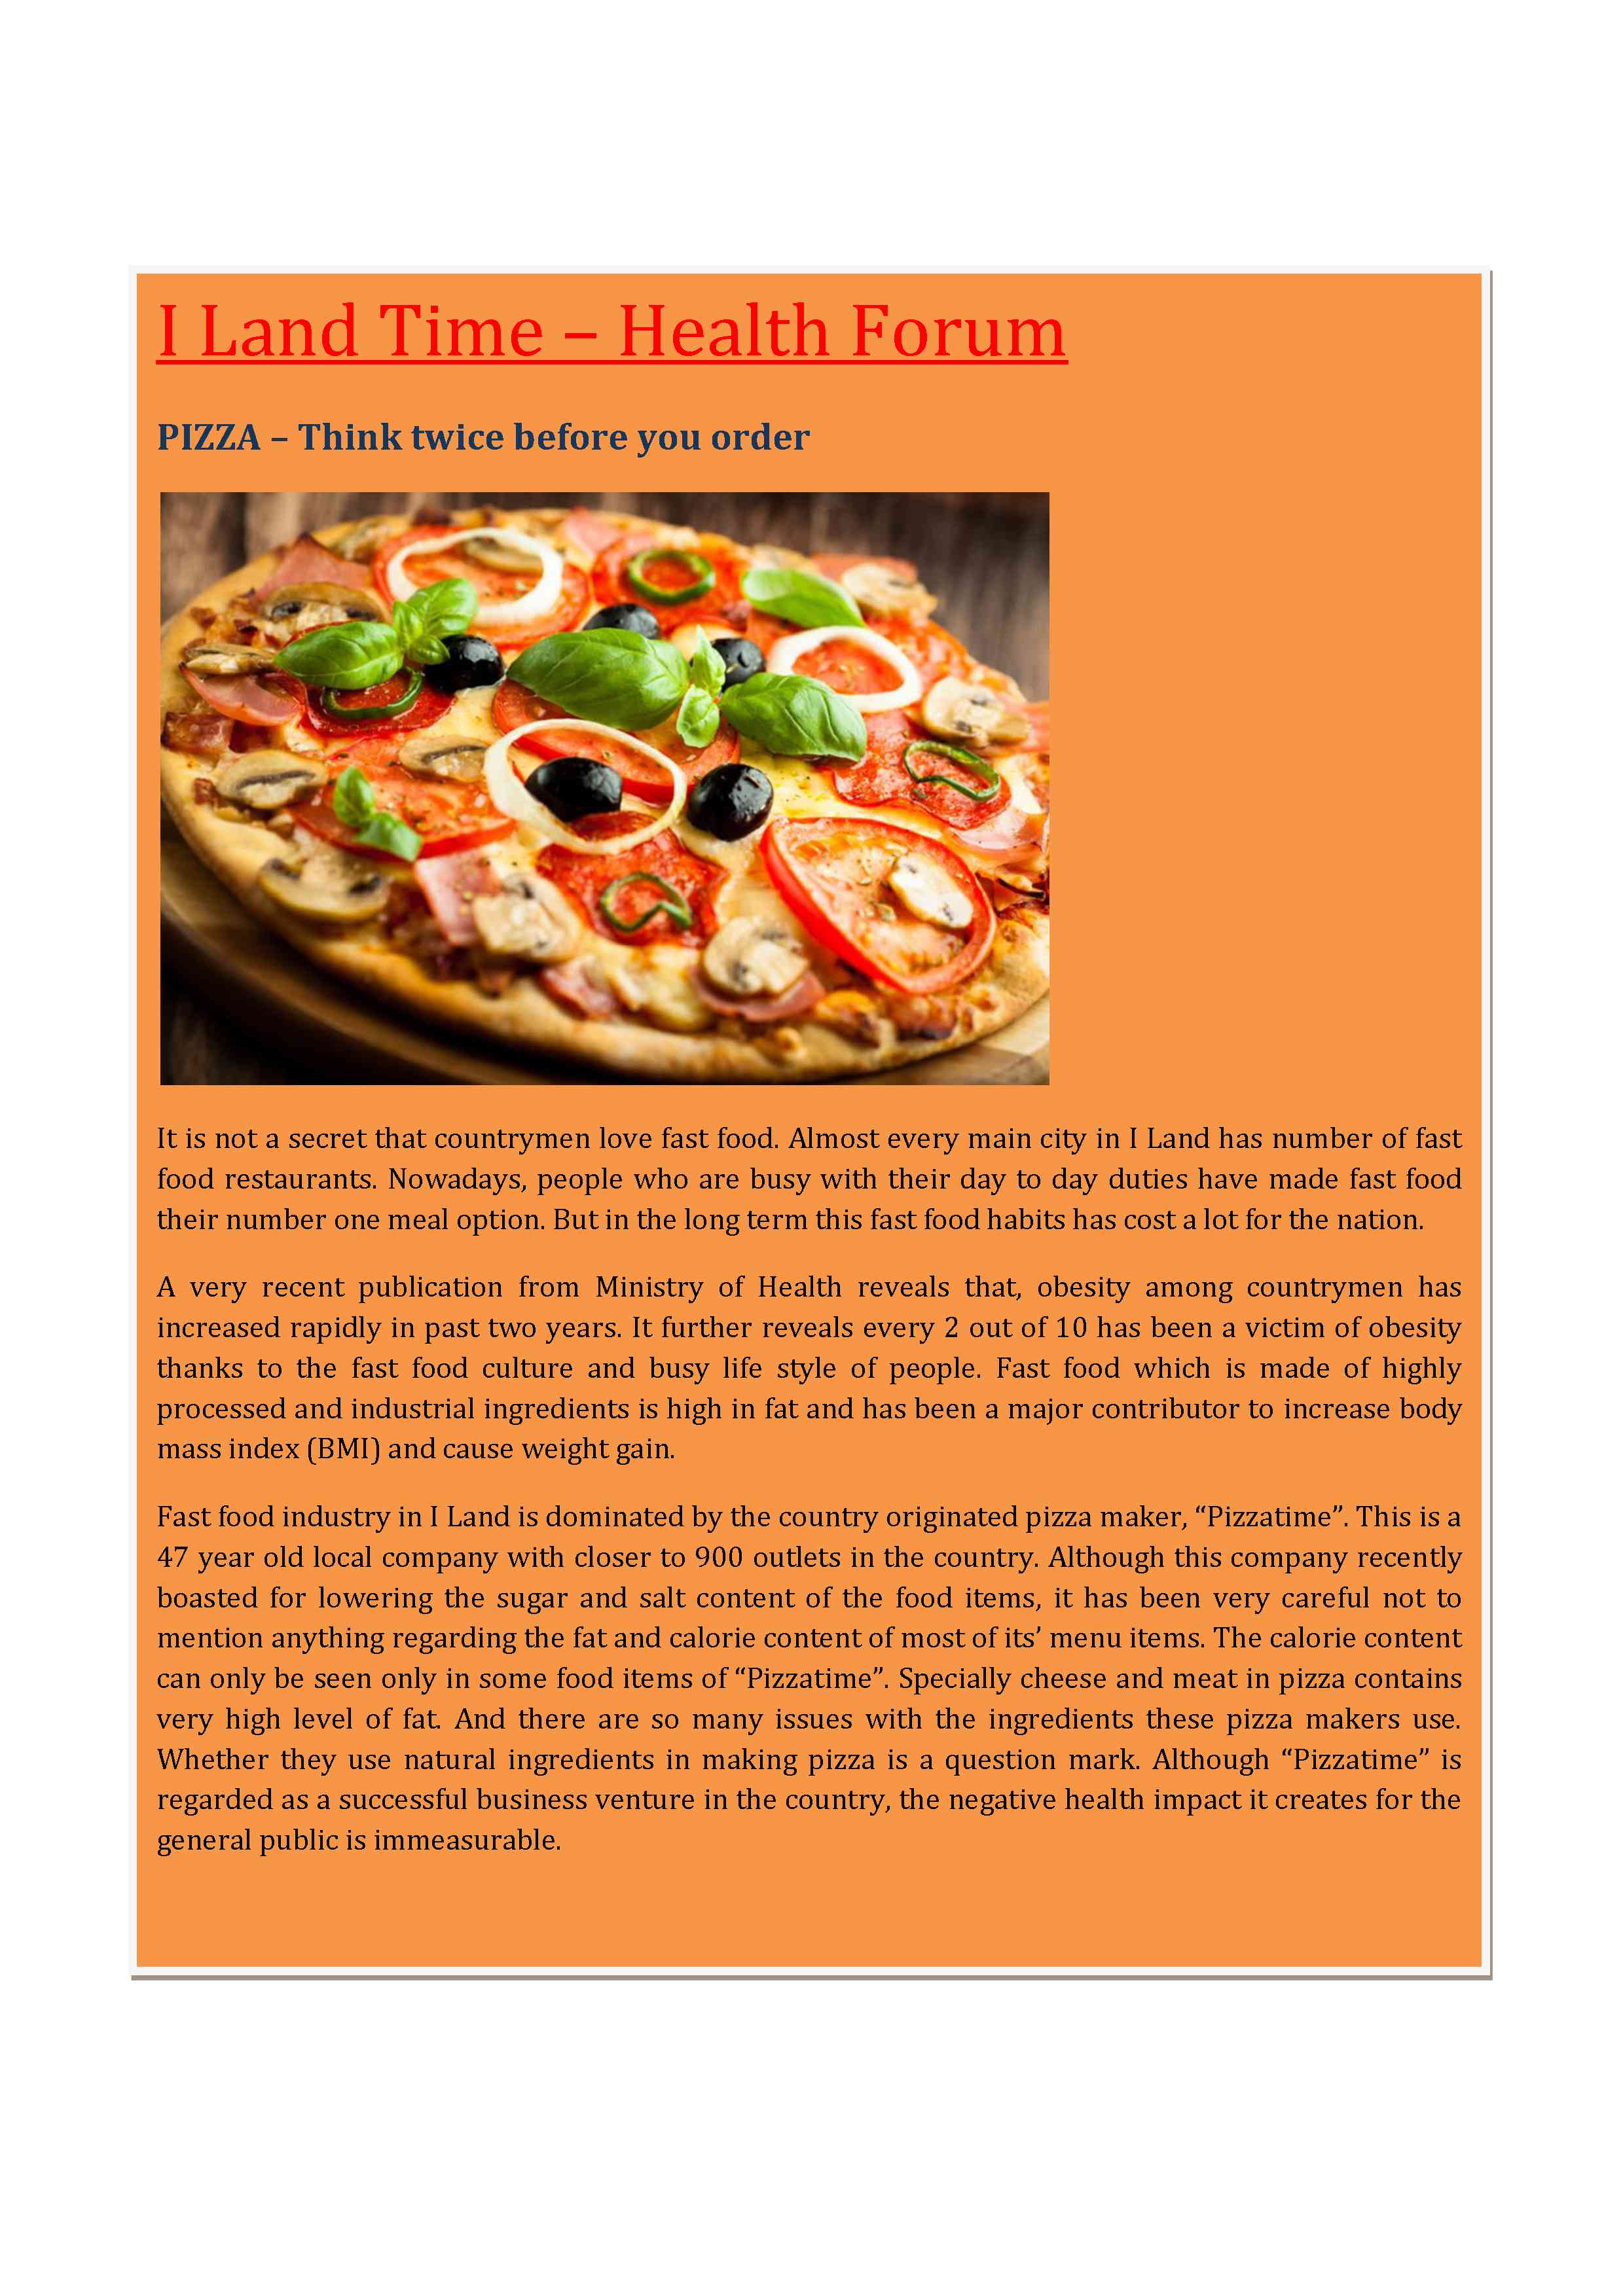 I Land Time – Health Forum
PIZZA – Think twice before you order
It is not a secret that countrymen love fast food. Almost every main city in I Land has number of fast
food restaurants. Nowadays, people who are busy with their day to day duties have made fast food
their number one meal option. But in the long term this fast food habits has cost a lot for the nation.
A very recent publication from Ministry of Health reveals that, obesity among countrymen has
increased rapidly in past two years. It further reveals every 2 out of 10 has been a victim of obesity
thanks to the fast food culture and busy life style of people. Fast food which is made of highly
processed and industrial ingredients is high in fat and has been a major contributor to increase body
mass index (BMI) and cause weight gain.
Fast food industry in I Land is dominated by the country originated pizza maker, “Pizzatime”. This is a
47 year old local company with closer to 900 outlets in the country. Although this company recently
boasted for lowering the sugar and salt content of the food items, it has been very careful not to
mention anything regarding the fat and calorie content of most of its’ menu items. The calorie content
can only be seen only in some food items of “Pizzatime”. Specially cheese and meat in pizza contains
very high level of fat. And there are so many issues with the ingredients these pizza makers use.
Whether they use natural ingredients in making pizza is a question mark. Although “Pizzatime” is
regarded as a successful business venture in the country, the negative health impact it creates for the
general public is immeasurable.